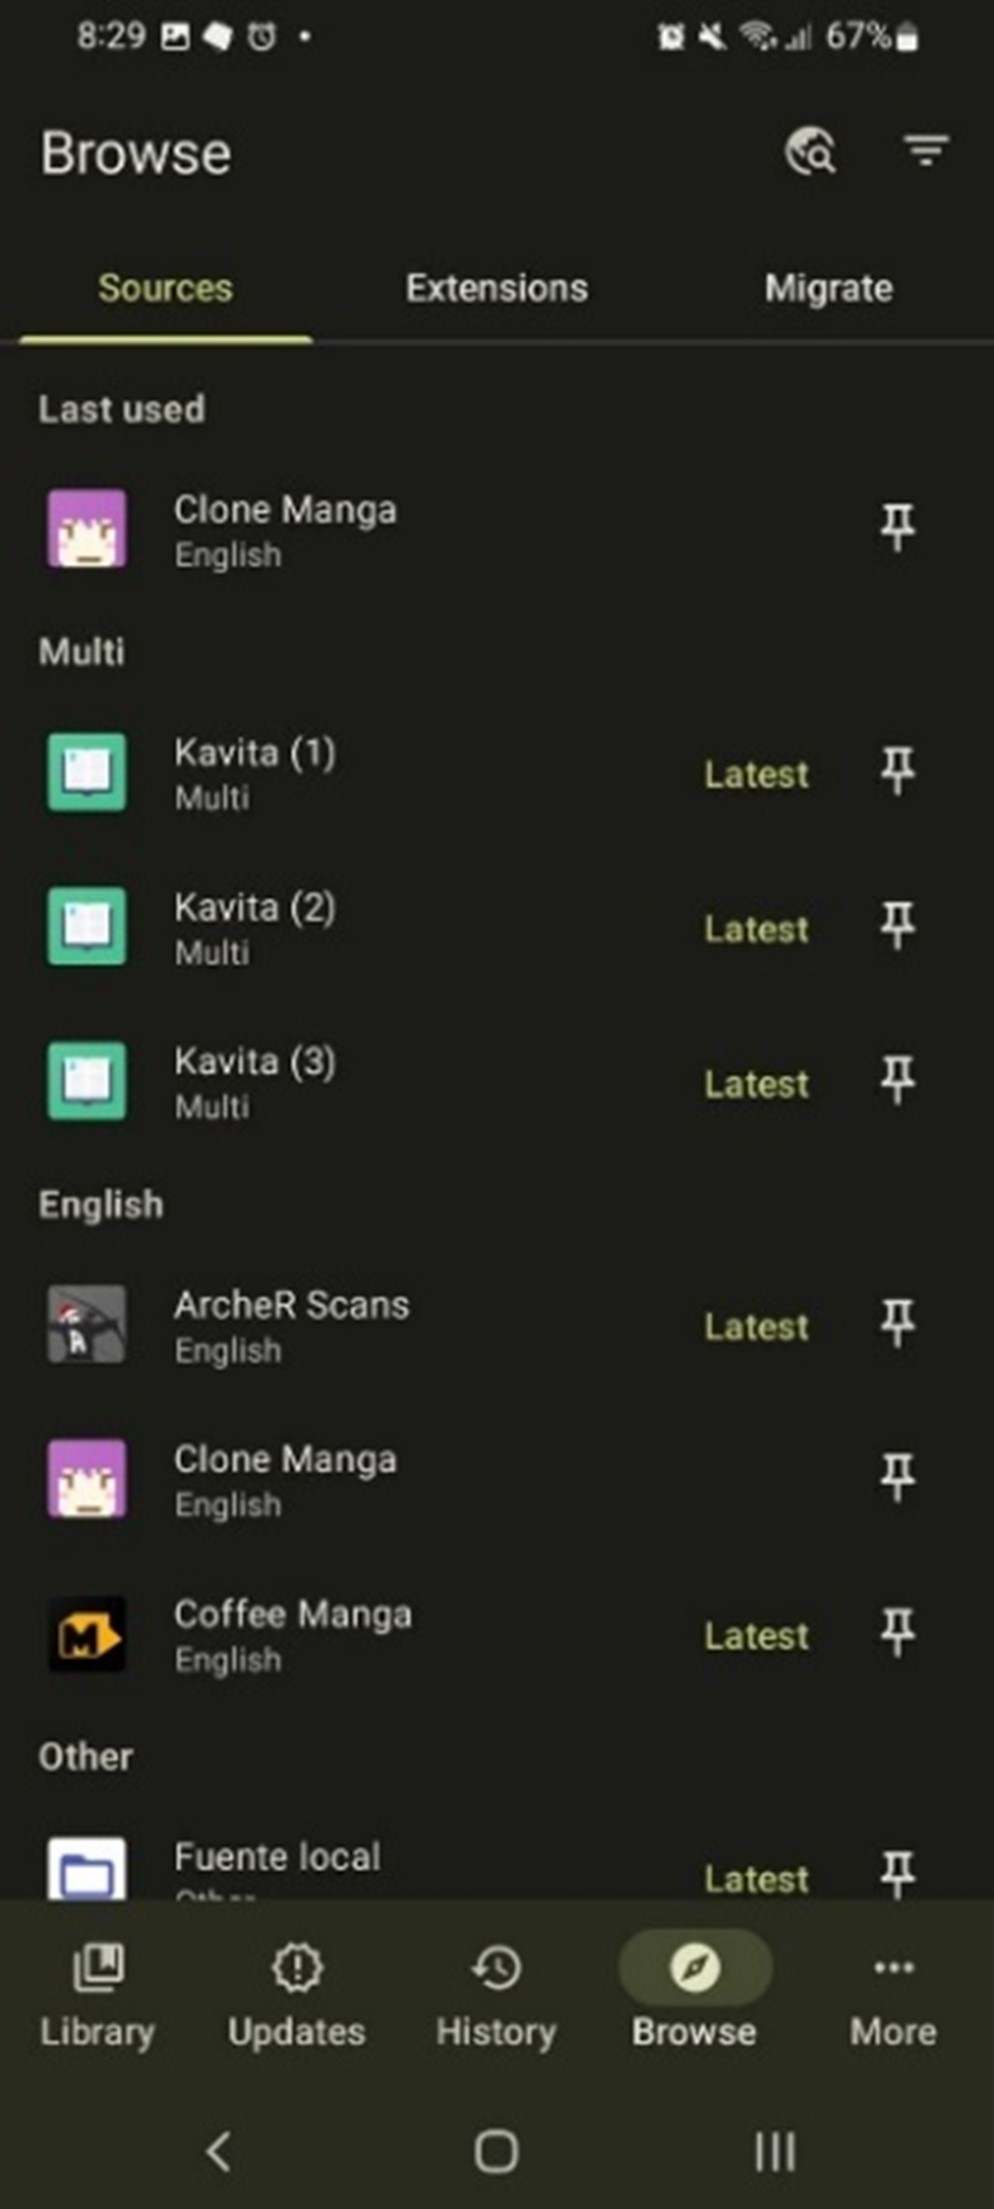 8:29 67%
Browse
Sources Extensions Migrate
Last used
Clone Manga
English
Multi
Kavita (1)
Multi
Latest
Kavita (2)
Multi
Latest
Kavita (3)
Multi
Latest
English
ArcheR Scans
English
Latest
Clone Manga
English
Coffee Manga
English
Latest
Other
Fuente local
Other
Latest
Library Updates History Browse More